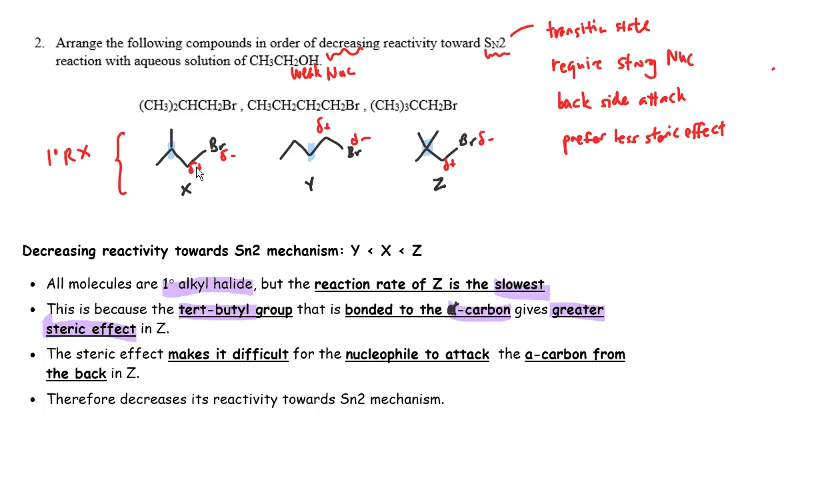 2. Arrange the following compounds in order of decreasing reactivity toward SN2
reaction with aqueous solution of CH3CH2OH.
weak Nuc
transition state
require strong Nuc
back side attack
prefer less steric effect
(CH3)2CHCH2Br , CH3CH2CH2CH2Br , (CH3)3CCH2Br
1° RX
Br δ-
δ+
X
δ+
δ-
Br
Y
Br δ-
δ+
Z
Decreasing reactivity towards Sn2 mechanism: Y < X < Z
• All molecules are 1° alkyl halide, but the reaction rate of Z is the slowest
• This is because the tert-butyl group that is bonded to the α-carbon gives greater
steric effect in Z.
• The steric effect makes it difficult for the nucleophile to attack the a-carbon from
the back in Z.
• Therefore decreases its reactivity towards Sn2 mechanism.